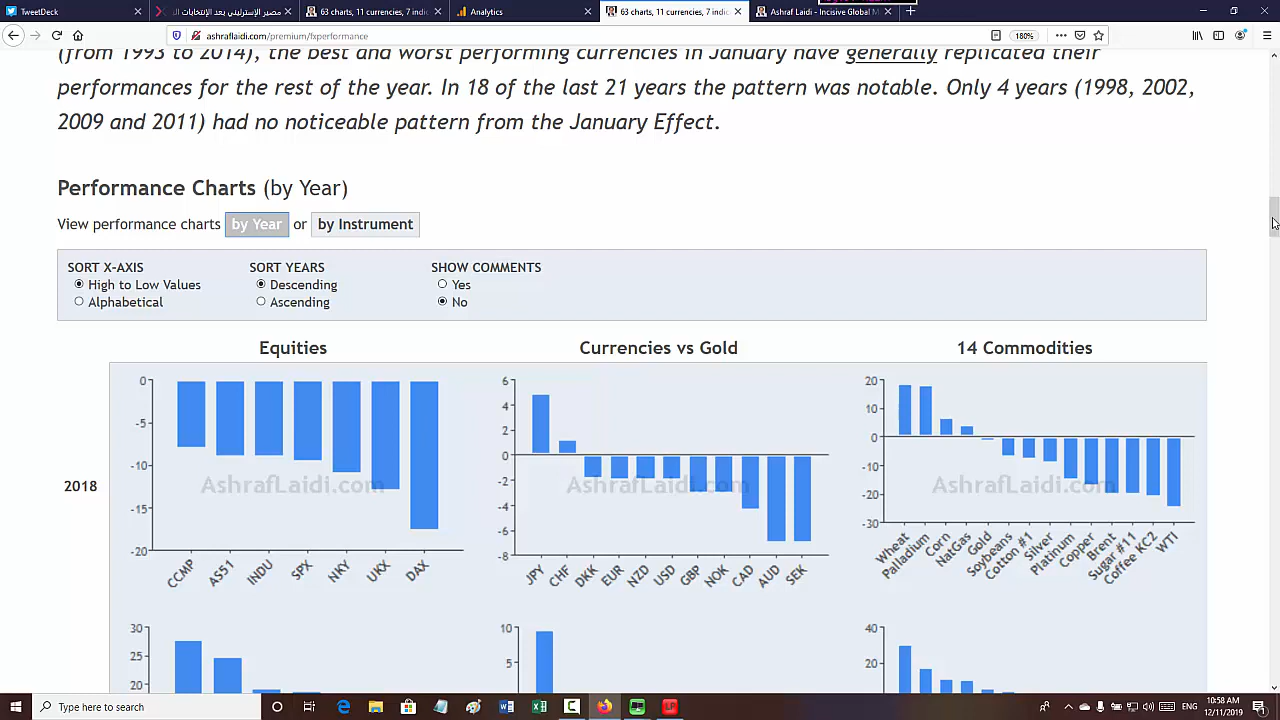 TweetDeck
مصير الإسترليني بعد الإنتخابات ال
63 charts, 11 currencies, 7 indic
Analytics
63 charts, 11 currencies, 7 indic
Ashraf Laidi - Incisive Global M
ashraflaidi.com/premium/fxperformance
180%
(from 1993 to 2014), the best and worst performing currencies in January have generally replicated their
performances for the rest of the year. In 18 of the last 21 years the pattern was notable. Only 4 years (1998, 2002,
2009 and 2011) had no noticeable pattern from the January Effect.
Performance Charts (by Year)
View performance charts by Year or by Instrument
SORT X-AXIS SORT YEARS SHOW COMMENTS
High to Low Values Descending Yes
Alphabetical Ascending No
Equities Currencies vs Gold 14 Commodities
2018
0
-5
-10
-15
-20
AshrafLaidi.com
CCMP AS51 INDU SPX NKY UKX DAX
6
4
2
0
-2
-4
-6
-8
AshrafLaidi.com
JPY CHF DKK EUR NZD USD GBP NOK CAD AUD SEK
20
10
0
-10
-20
-30
AshrafLaidi.com
Wheat Palladium Corn NatGas Gold Soybeans Cotton #1 Silver Platinum Copper Brent Sugar #11 Coffee KC2 WTI
30
25
20
10
5
40
20
Type here to search
10:58 AM
12/11/2019
ENG